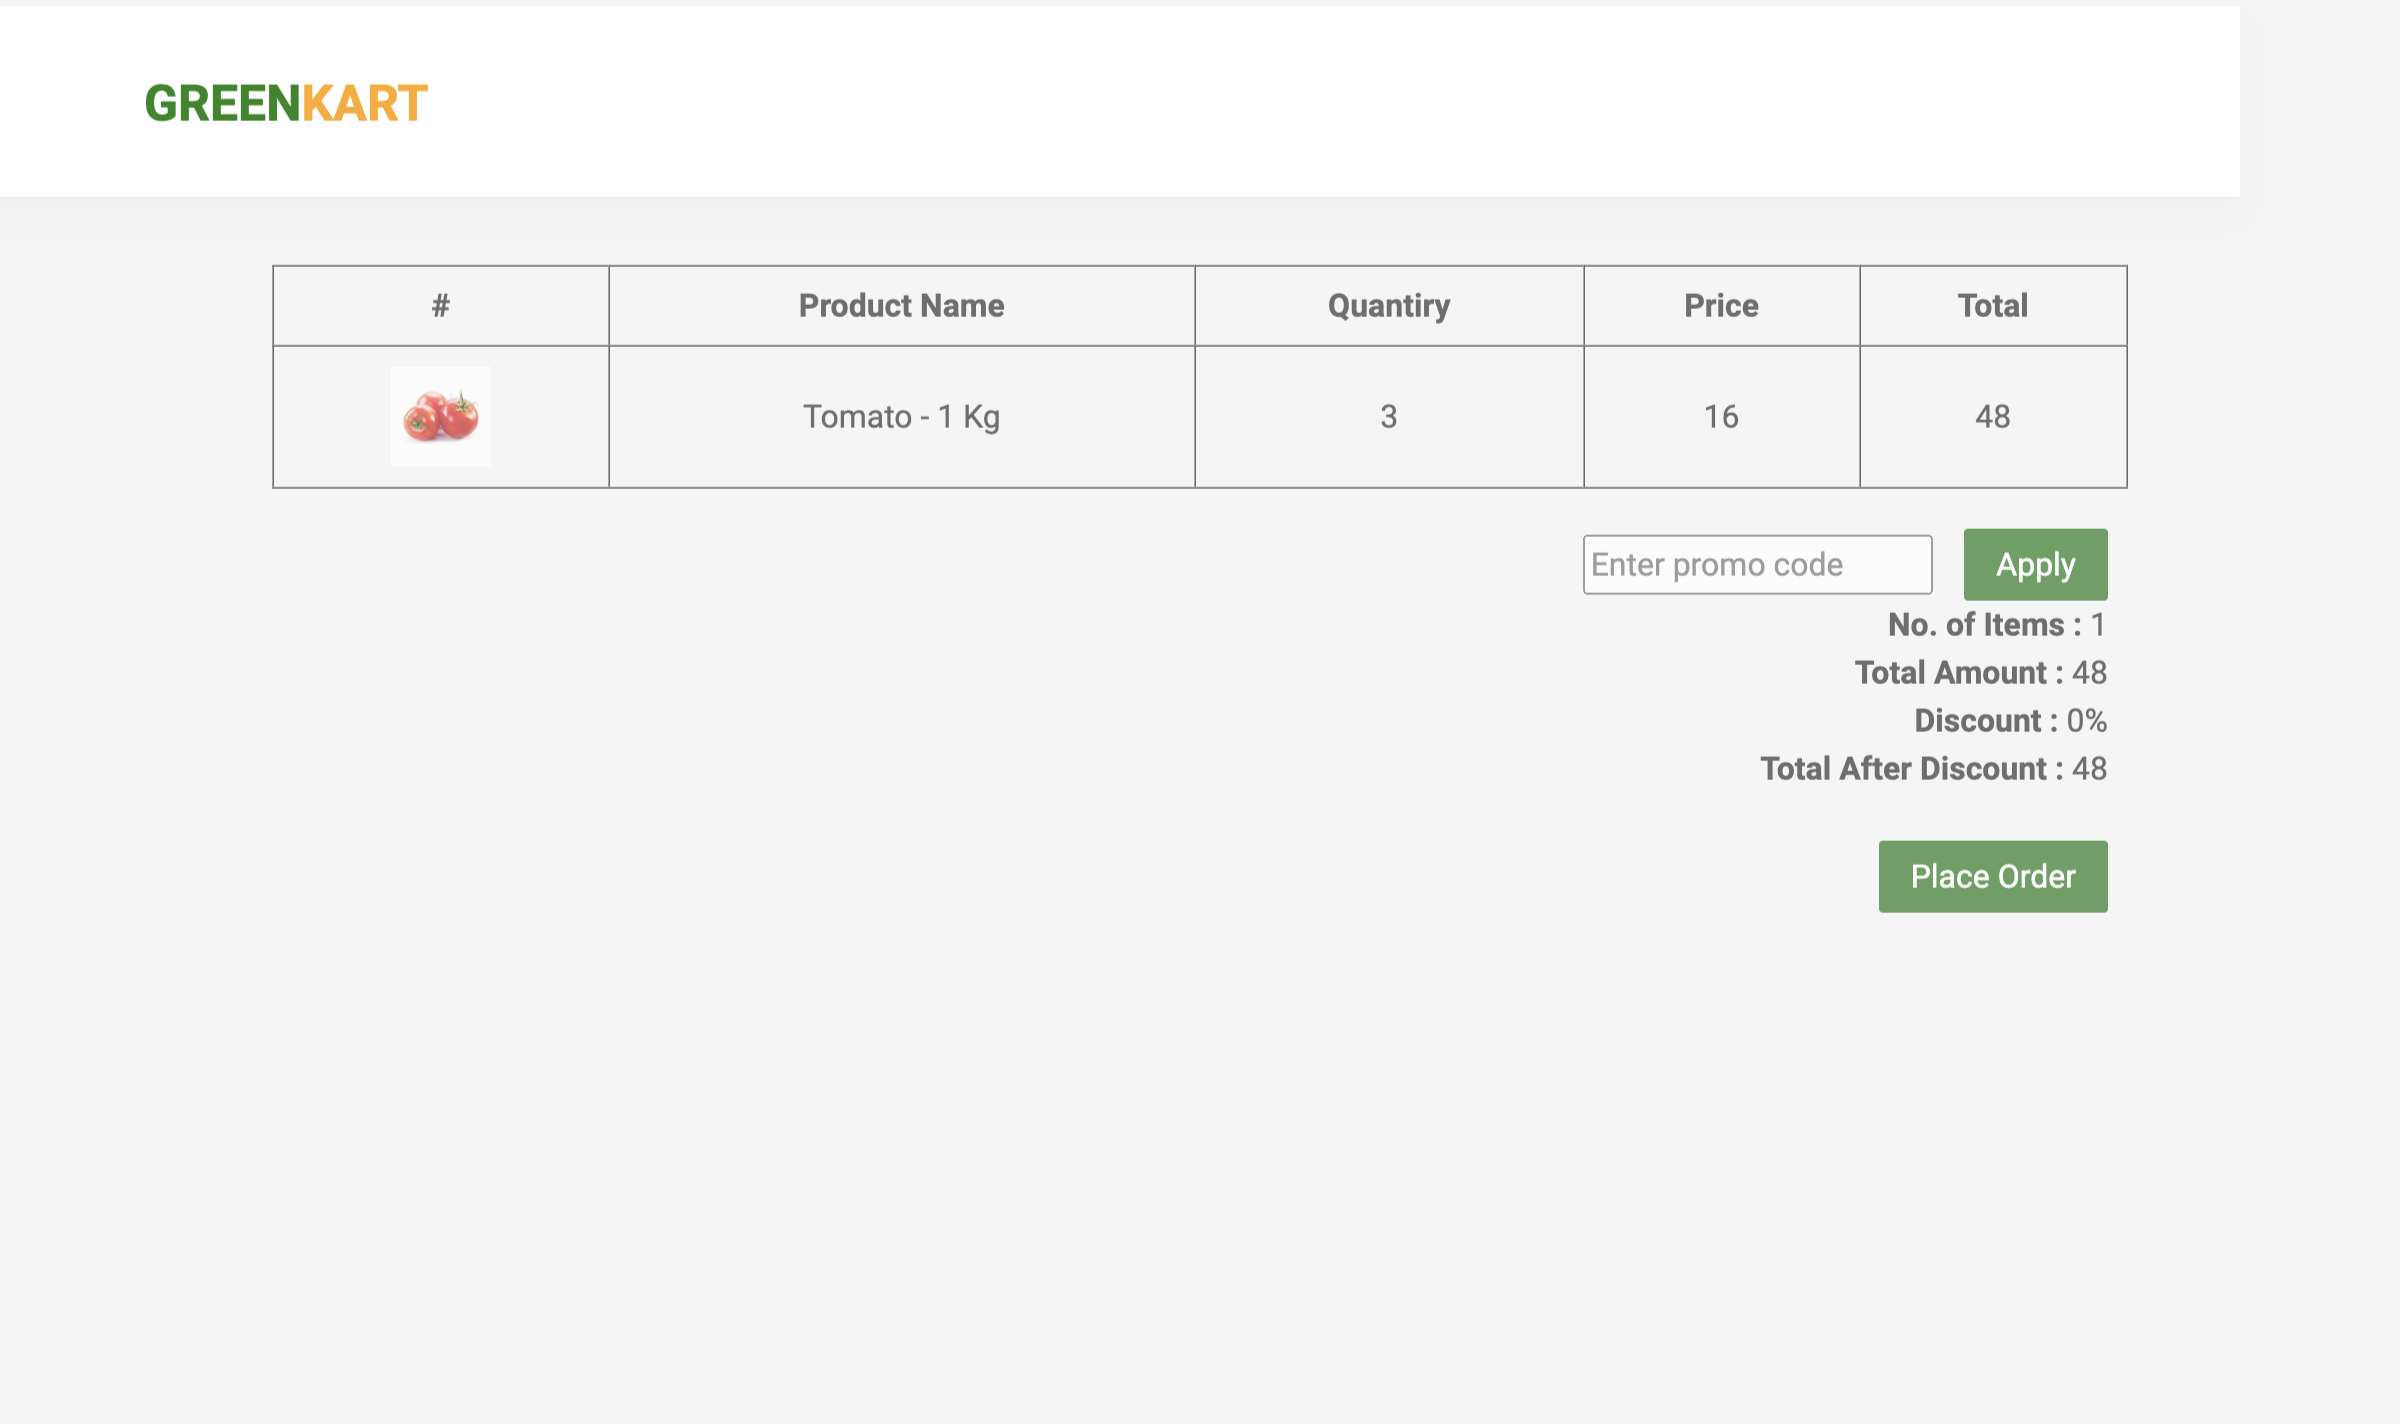 GREENKART
# Product Name Quantiry Price Total
Tomato - 1 Kg 3 16 48
Enter promo code Apply
No. of Items : 1
Total Amount : 48
Discount : 0%
Total After Discount : 48
Place Order